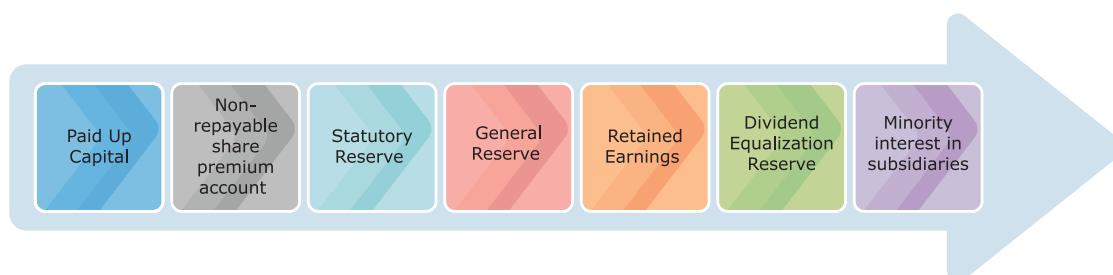 Paid Up
Capital
Non-
repayable
share
premium
account
Statutory
Reserve
General
Reserve
Retained
Earnings
Dividend
Equalization
Reserve
Minority
interest in
subsidiaries